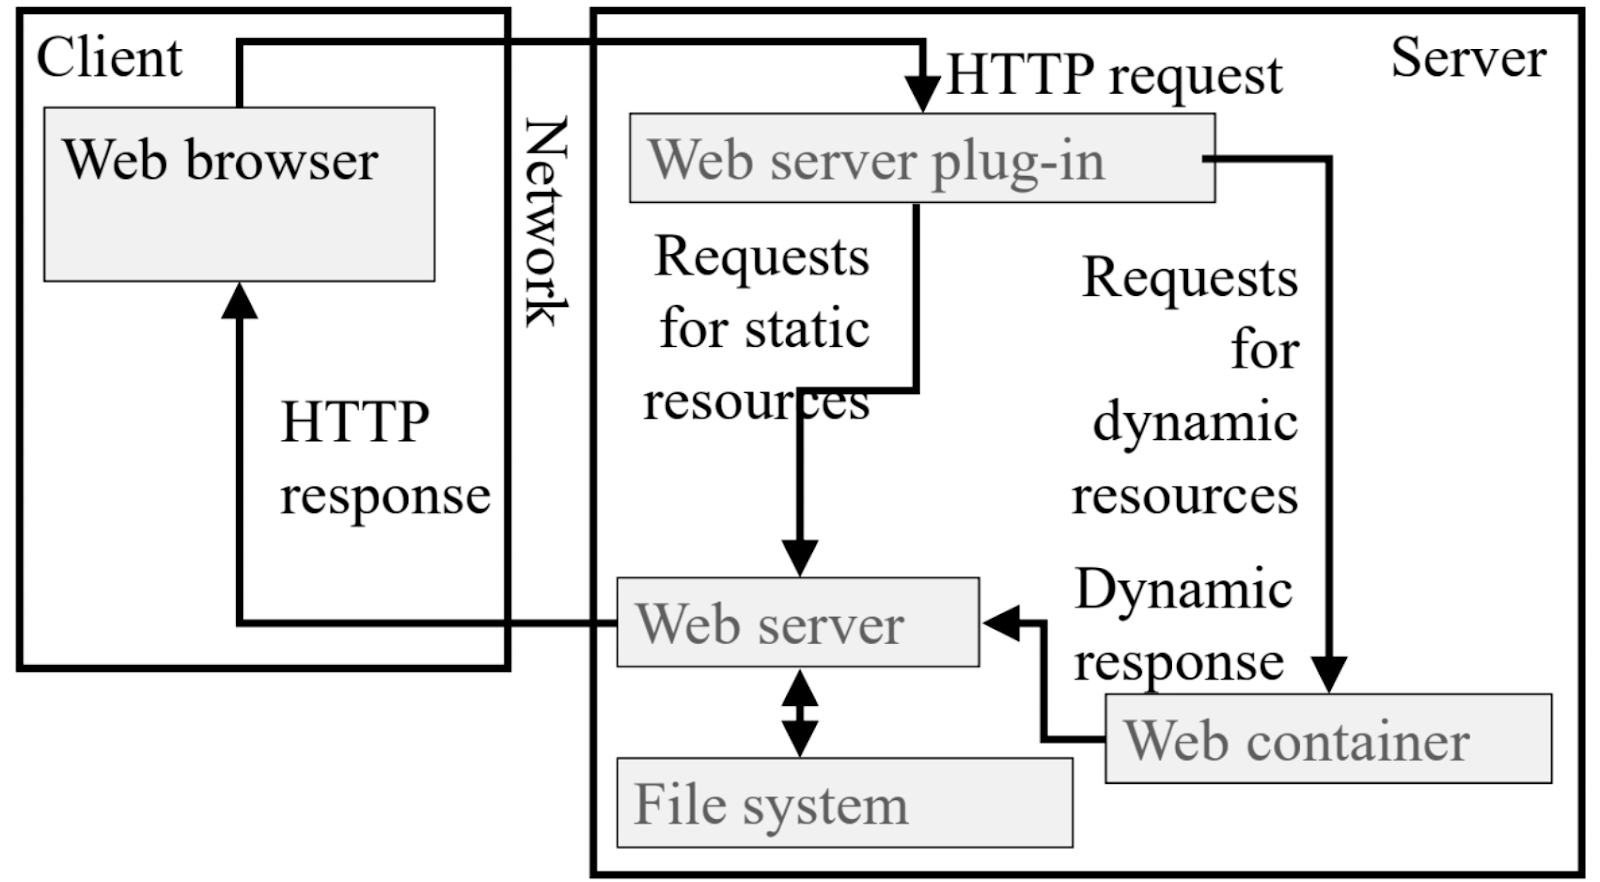 Client
Server
HTTP request
Web browser
Network
Web server plug-in
Requests
for static
resources
Requests
for
dynamic
resources
HTTP
response
Dynamic
response
Web server
Web container
File system